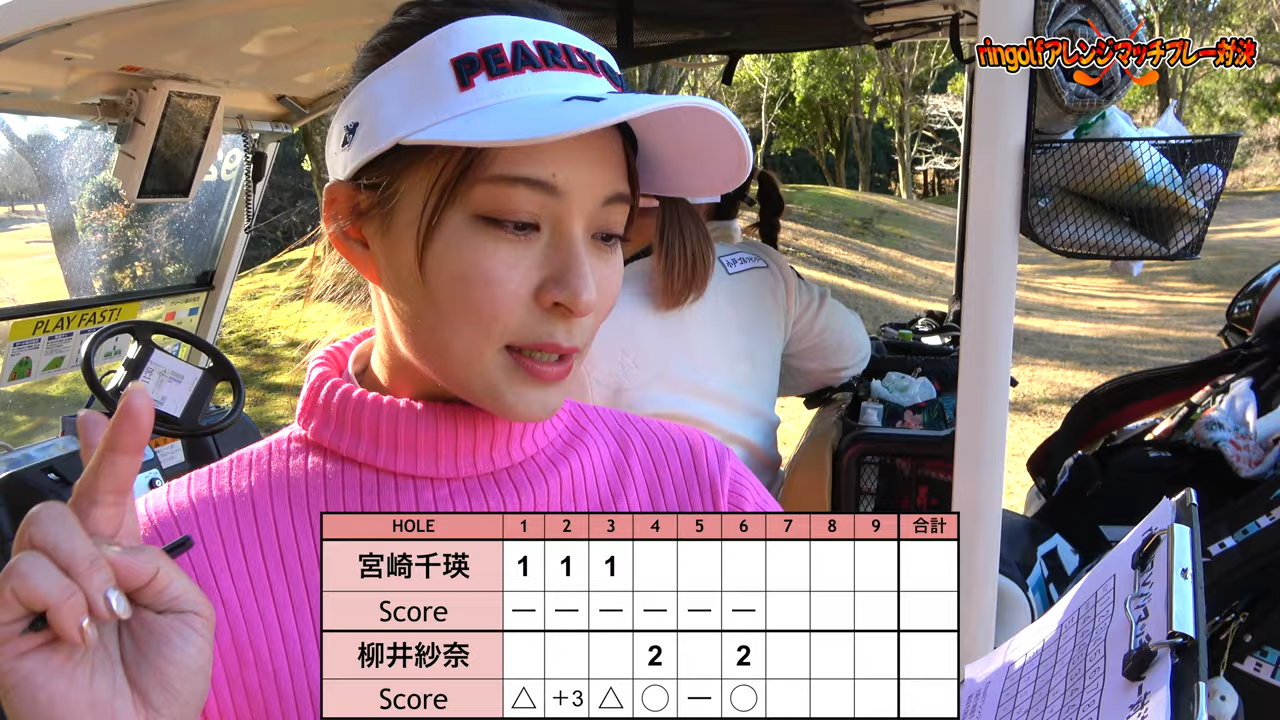 ringolfアレンジマッチプレー対決
PEARLY
PLAY FAST!
HOLE 1 2 3 4 5 6 7 8 9 合計
宮崎千瑛 1 1 1
Score — — — — — —
柳井紗奈 2 2
Score △ +3 △ ○ — ○